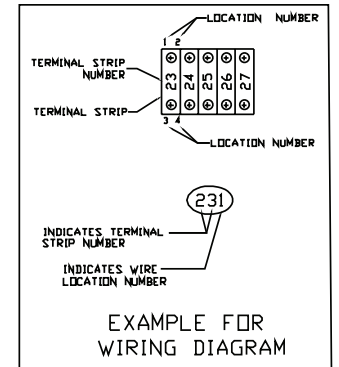 LOCATION NUMBER
1 2
TERMINAL STRIP
NUMBER
23 24 25 26 27
TERMINAL STRIP
3 4
LOCATION NUMBER
231
INDICATES TERMINAL
STRIP NUMBER
INDICATES WIRE
LOCATION NUMBER
EXAMPLE FOR
WIRING DIAGRAM